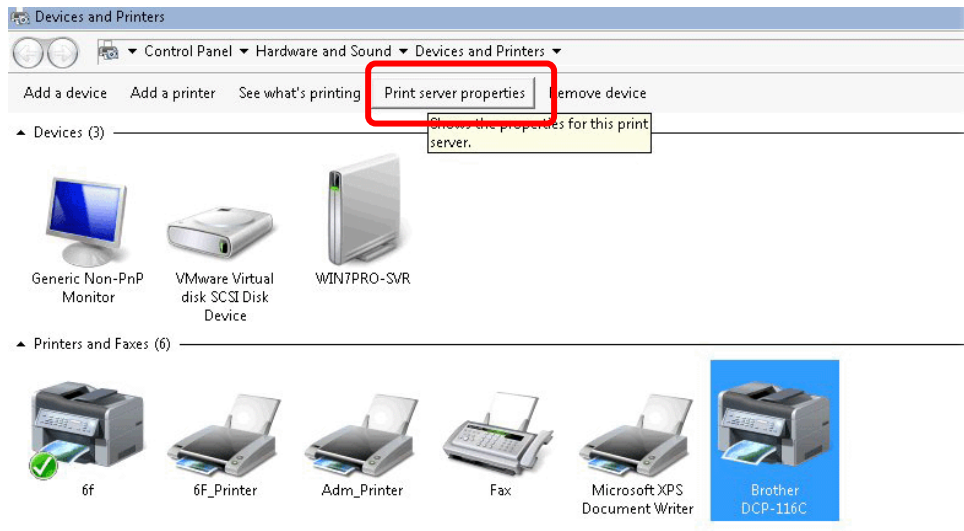 Devices and Printers
Control Panel Hardware and Sound Devices and Printers
Add a device Add a printer See what's printing Print server properties Remove device
Shows the properties for this print
server.
Devices (3)
Generic Non-PnP
Monitor
VMware Virtual
disk SCSI Disk
Device
WIN7PRO-SVR
Printers and Faxes (6)
6f
6F_Printer
Adm_Printer
Fax
Microsoft XPS
Document Writer
Brother
DCP-116C